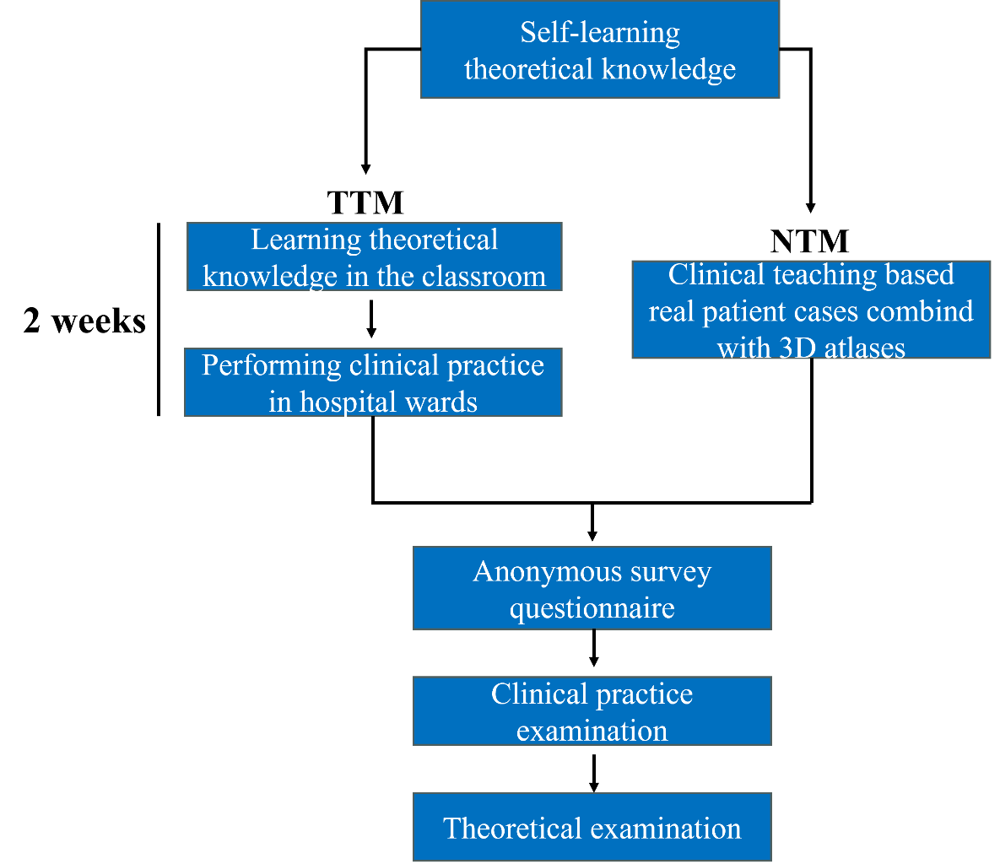 Self-learning
theoretical knowledge
TTM
Learning theoretical
knowledge in the classroom
2 weeks
Performing clinical practice
in hospital wards
NTM
Clinical teaching based
real patient cases combind
with 3D atlases
Anonymous survey
questionnaire
Clinical practice
examination
Theoretical examination